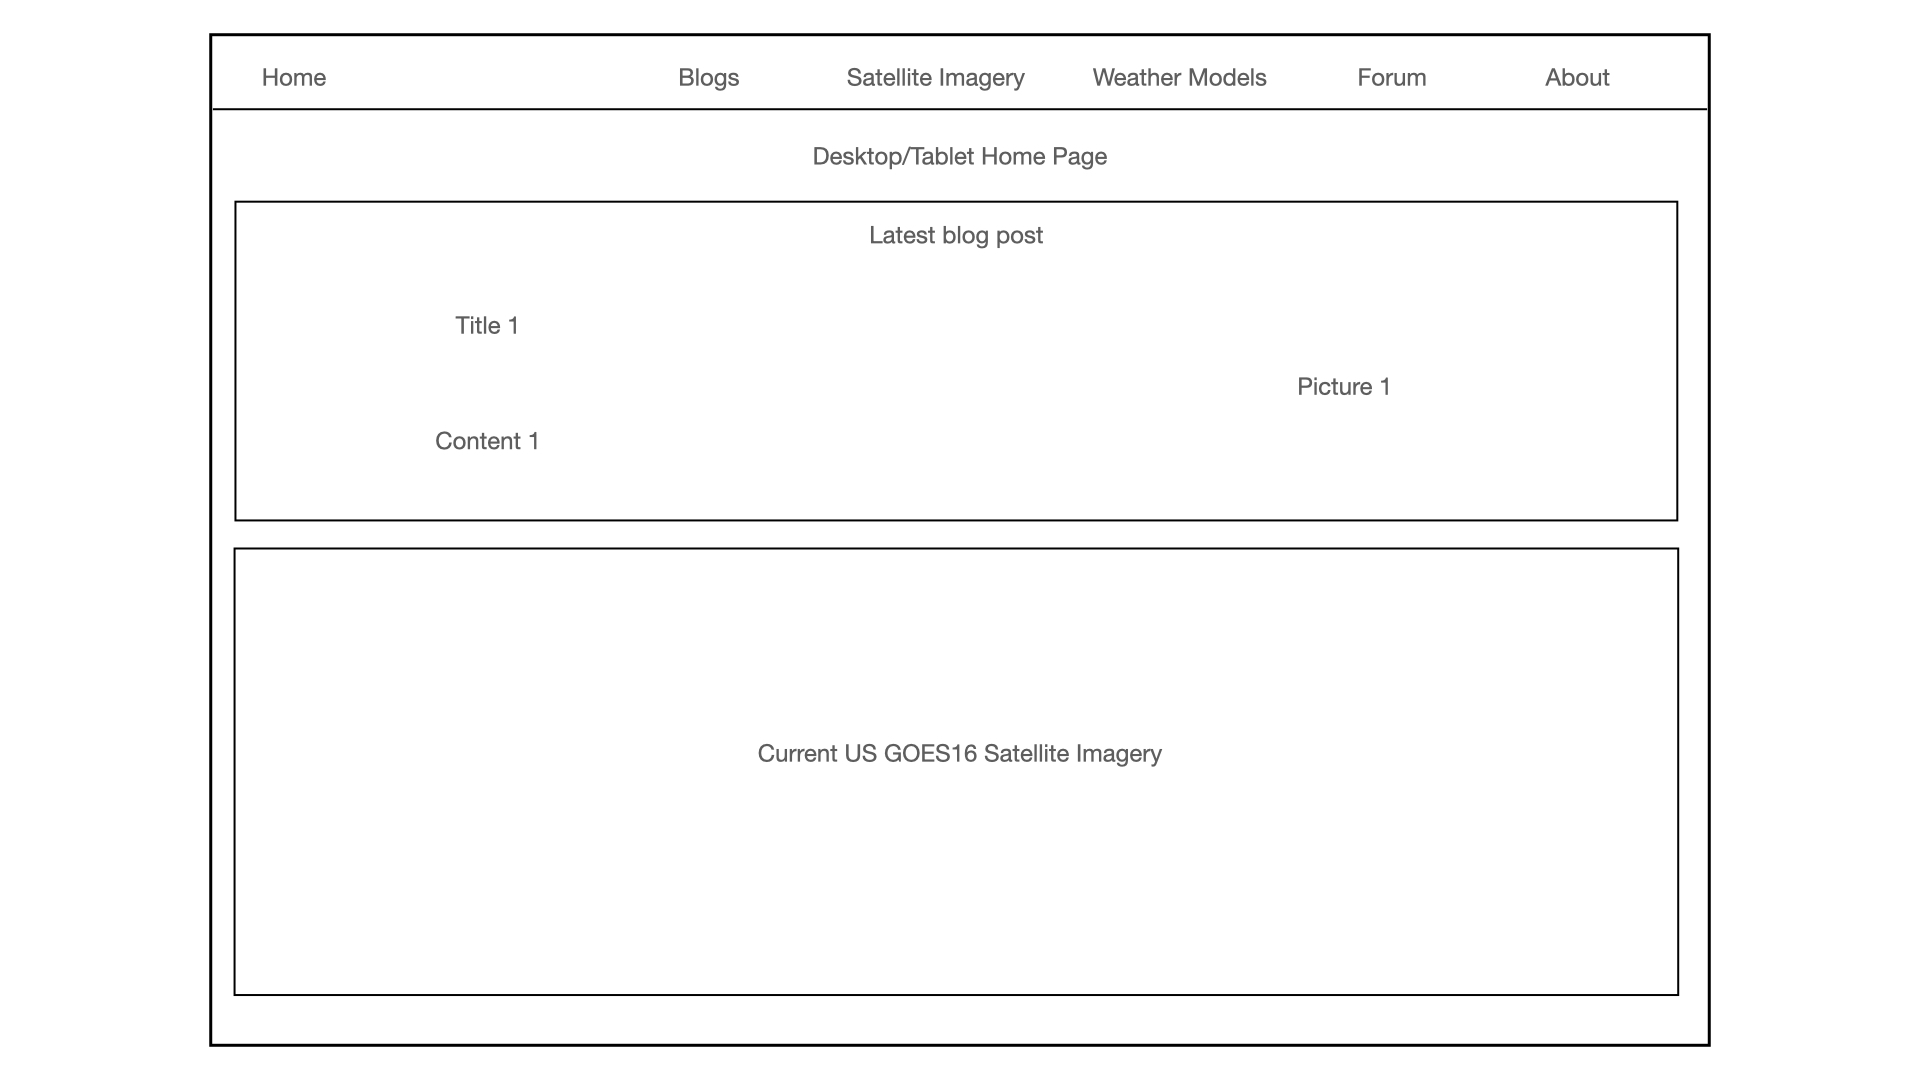 Home Blogs Satellite Imagery Weather Models Forum About
Desktop/Tablet Home Page
Latest blog post
Title 1
Picture 1
Content 1
Current US GOES16 Satellite Imagery